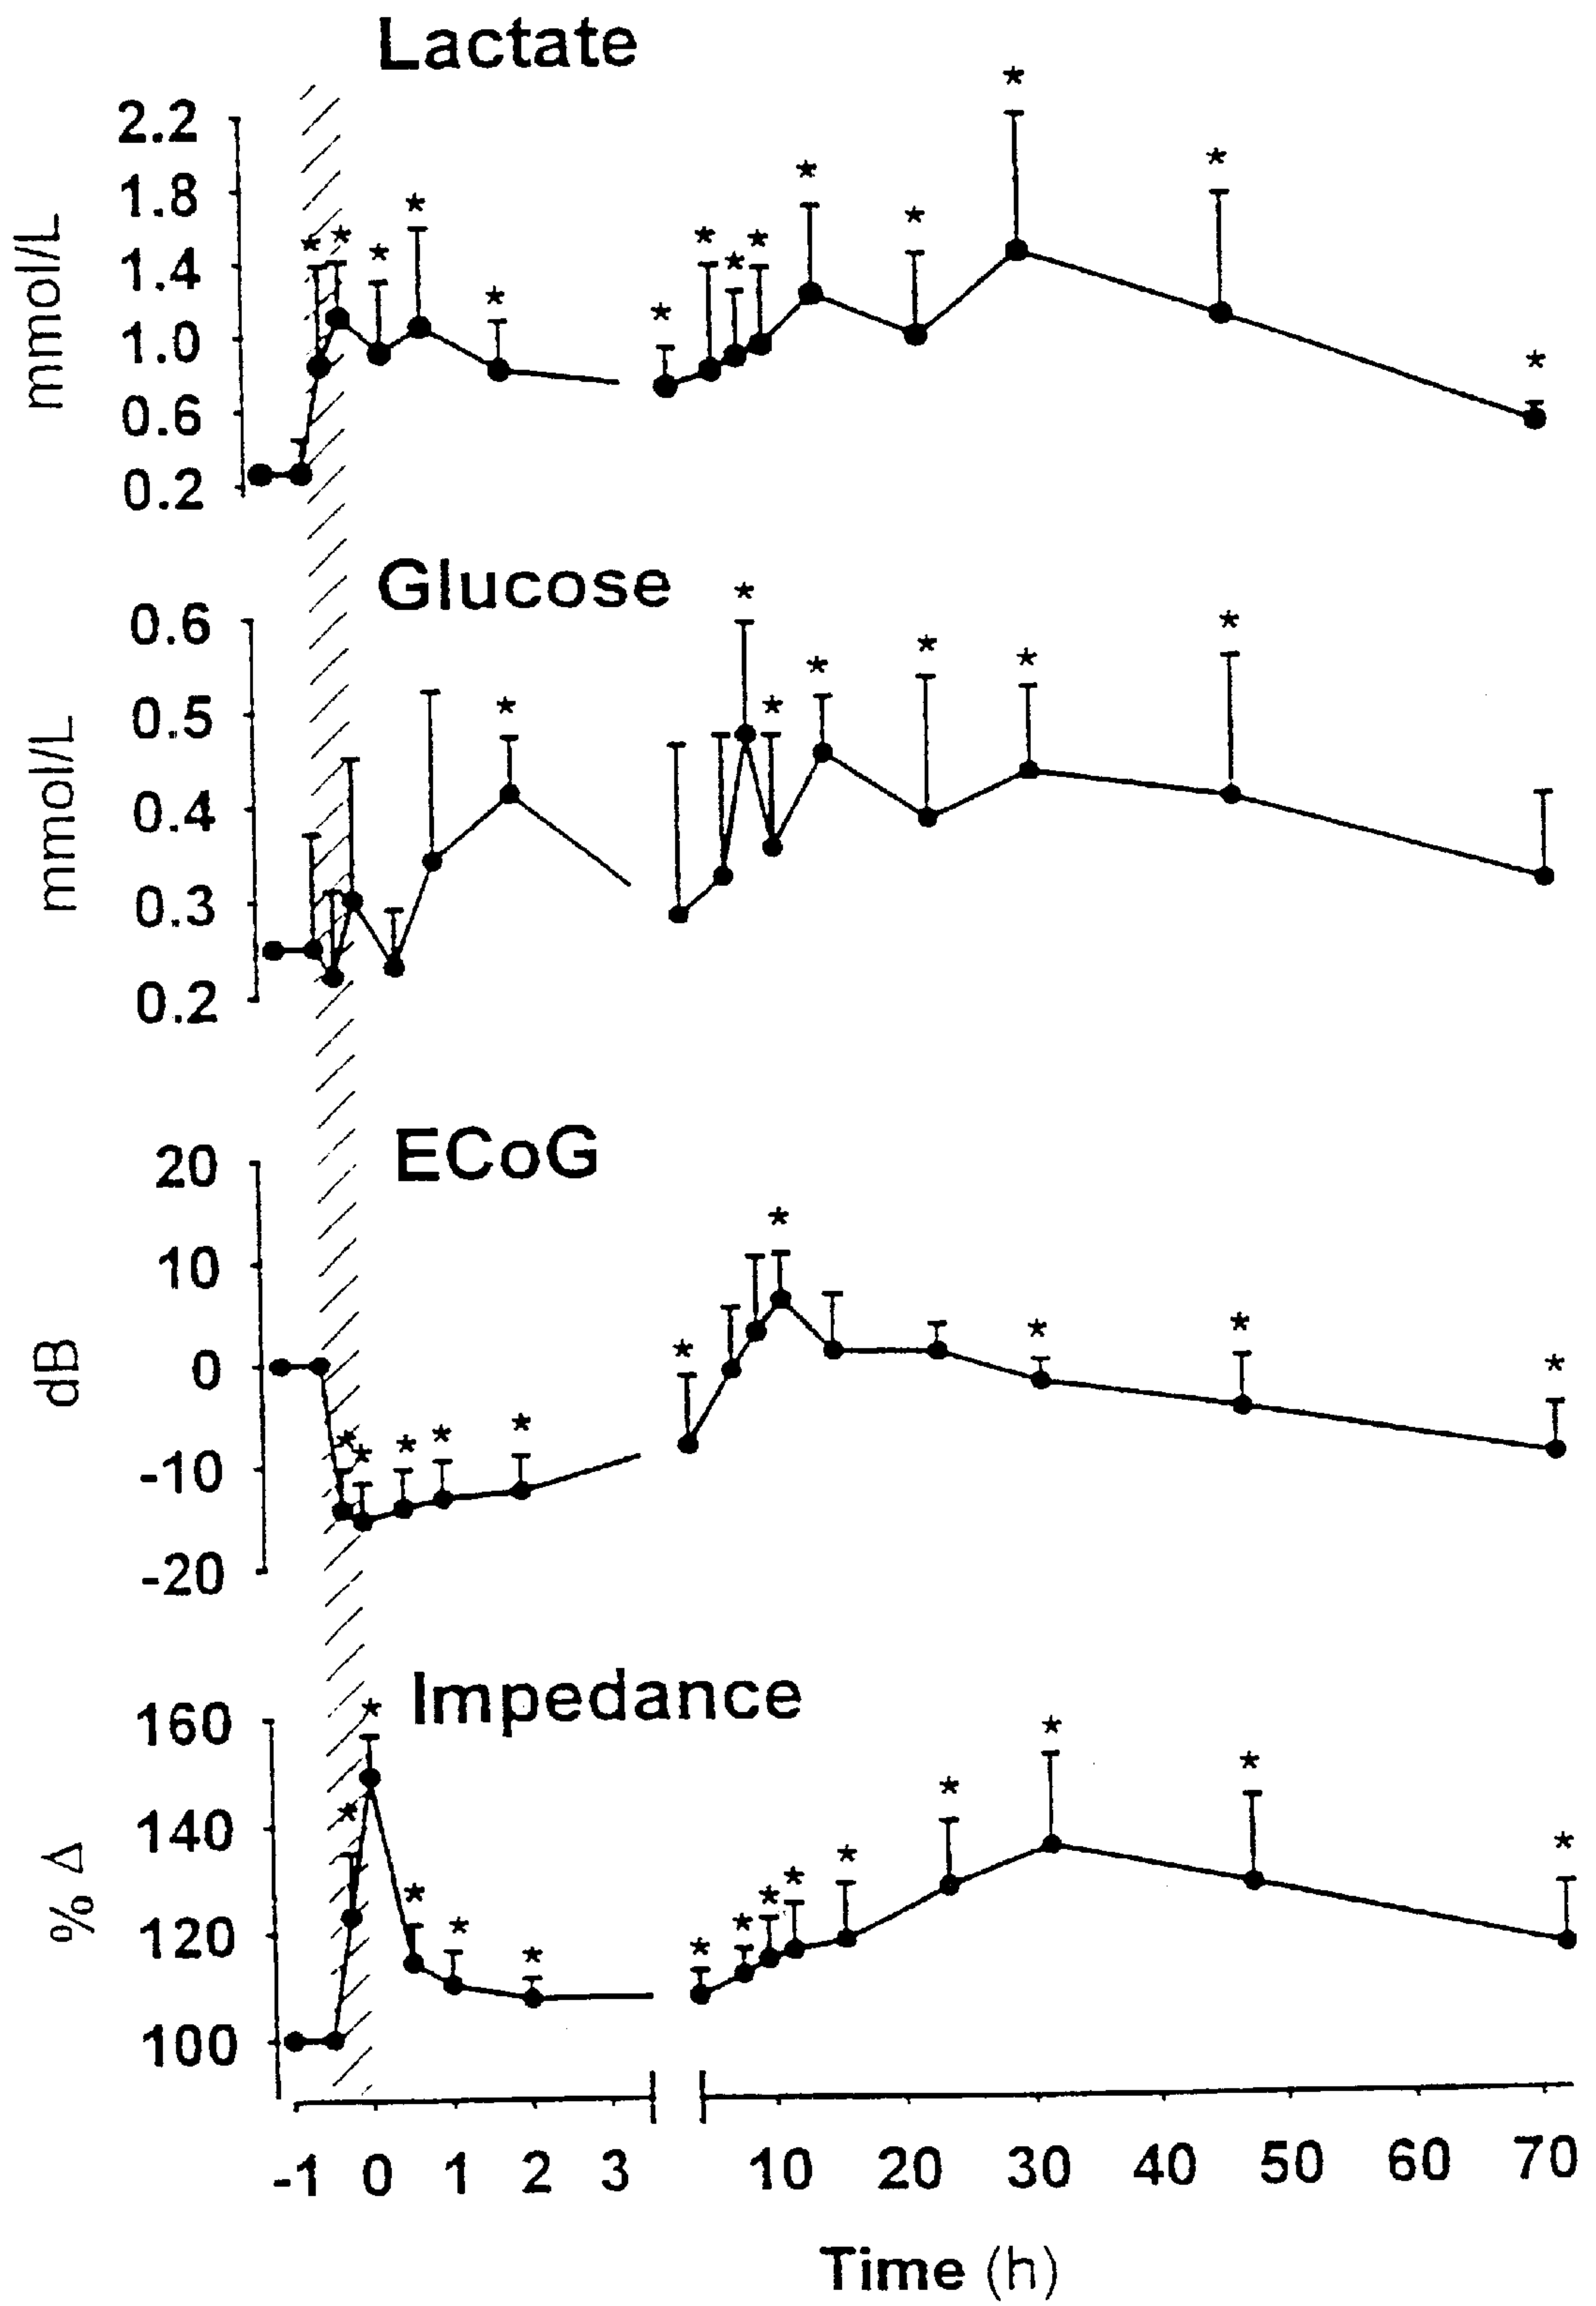 Lactate
mmol/L
2.2
1.8
1.4
1.0
0.6
0.2
* * * * * * * * * * * * * * *
Glucose
mmol/L
0.6
0.5
0.4
0.3
0.2
* * * * * * *
ECoG
dB
20
10
0
-10
-20
* * * * * * * * * *
Impedance
% Δ
160
140
120
100
* * * * * * * * * * * * * *
-1 0 1 2 3 10 20 30 40 50 60 70
Time (h)